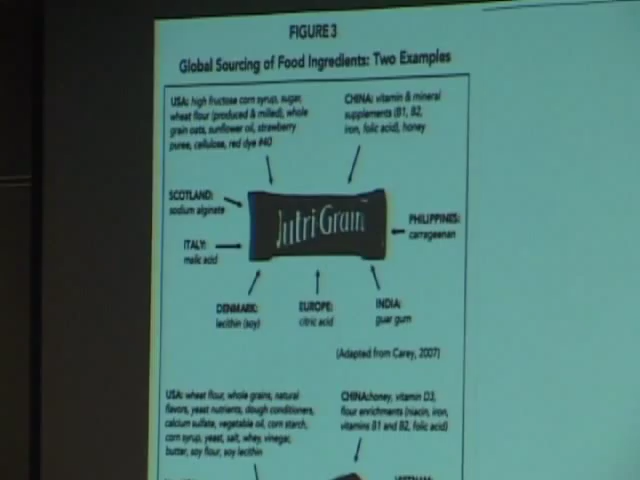 FIGURE 3
Global Sourcing of Food Ingredients: Two Examples
USA: high fructose corn syrup, sugar,
wheat flour (produced & milled), whole
grain oats, sunflower oil, strawberry
puree, cellulose, red dye #40
CHINA: vitamin & mineral
supplements (B1, B2,
iron, folic acid), honey
SCOTLAND:
sodium alginate
Nutri Grain
PHILIPPINES:
carrageenan
ITALY:
malic acid
DENMARK:
lecithin (soy)
EUROPE:
citric acid
INDIA:
guar gum
(Adapted from Carey, 2007)
USA: wheat flour, whole grains, natural
flavors, yeast nutrients, dough conditioners,
calcium sulfate, vegetable oil, corn starch,
corn syrup, yeast, salt, whey, vinegar,
butter, soy flour, soy lecithin
CHINA:honey, vitamin D3,
flour enrichments (niacin, iron,
vitamins B1 and B2, folic acid)